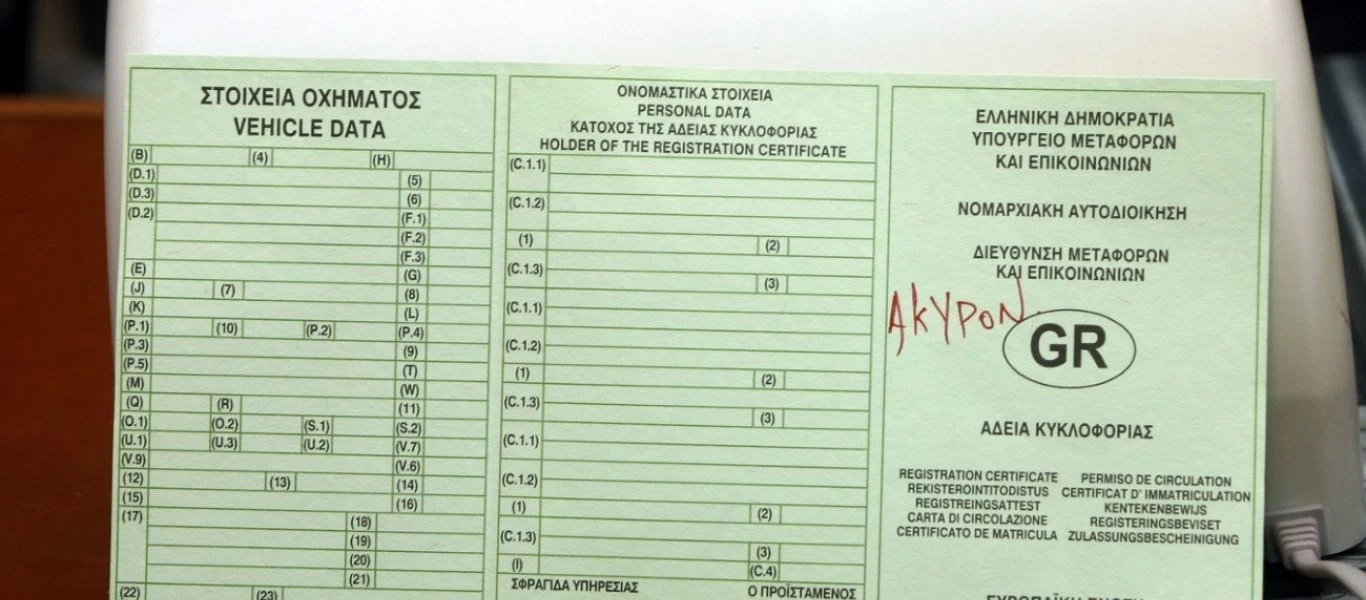 ΣΤΟΙΧΕΙΑ ΟΧΗΜΑΤΟΣ
VEHICLE DATA
(B) (4) (H)
(D.1) (5)
(D.3) (6)
(D.2) (F.1)
(F.2)
(F.3)
(E) (G)
(J) (7) (8)
(K) (L)
(P.1) (10) (P.2) (P.4)
(P.3) (9)
(P.5) (T)
(M) (W)
(Q) (R) (11)
(O.1) (O.2) (S.1) (S.2)
(U.1) (U.3) (U.2) (V.7)
(V.9) (V.6)
(12) (13) (14)
(15) (16)
(17) (18)
(19)
(20)
(21)
(22) (23)
ΟΝΟΜΑΣΤΙΚΑ ΣΤΟΙΧΕΙΑ
PERSONAL DATA
ΚΑΤΟΧΟΣ ΤΗΣ ΑΔΕΙΑΣ ΚΥΚΛΟΦΟΡΙΑΣ
HOLDER OF THE REGISTRATION CERTIFICATE
(C.1.1)
(C.1.2)
(1) (2)
(C.1.3)
(3)
(C.1.1)
(C.1.2)
(1) (2)
(C.1.3)
(3)
(C.1.1)
(C.1.2)
(1) (2)
(C.1.3)
(3)
(I) (C.4)
ΣΦΡΑΓΙΔΑ ΥΠΗΡΕΣΙΑΣ Ο ΠΡΟΪΣΤΑΜΕΝΟΣ
ΕΛΛΗΝΙΚΗ ΔΗΜΟΚΡΑΤΙΑ
ΥΠΟΥΡΓΕΙΟ ΜΕΤΑΦΟΡΩΝ
ΚΑΙ ΕΠΙΚΟΙΝΩΝΙΩΝ
ΝΟΜΑΡΧΙΑΚΗ ΑΥΤΟΔΙΟΙΚΗΣΗ
ΔΙΕΥΘΥΝΣΗ ΜΕΤΑΦΟΡΩΝ
ΚΑΙ ΕΠΙΚΟΙΝΩΝΙΩΝ
ΑΚΥΡΟΝ
GR
ΑΔΕΙΑ ΚΥΚΛΟΦΟΡΙΑΣ
REGISTRATION CERTIFICATE PERMISO DE CIRCULATION
REKISTEROINTITODISTUS CERTIFICAT D' IMMATRICULATION
REGISTREINGSATTEST KENTEKENBEWIJS
CARTA DI CIRCOLAZIONE REGISTERINGSBEVISET
CERTIFICATO DE MATRICULA ZULASSUNGSBESCHEINIGUNG